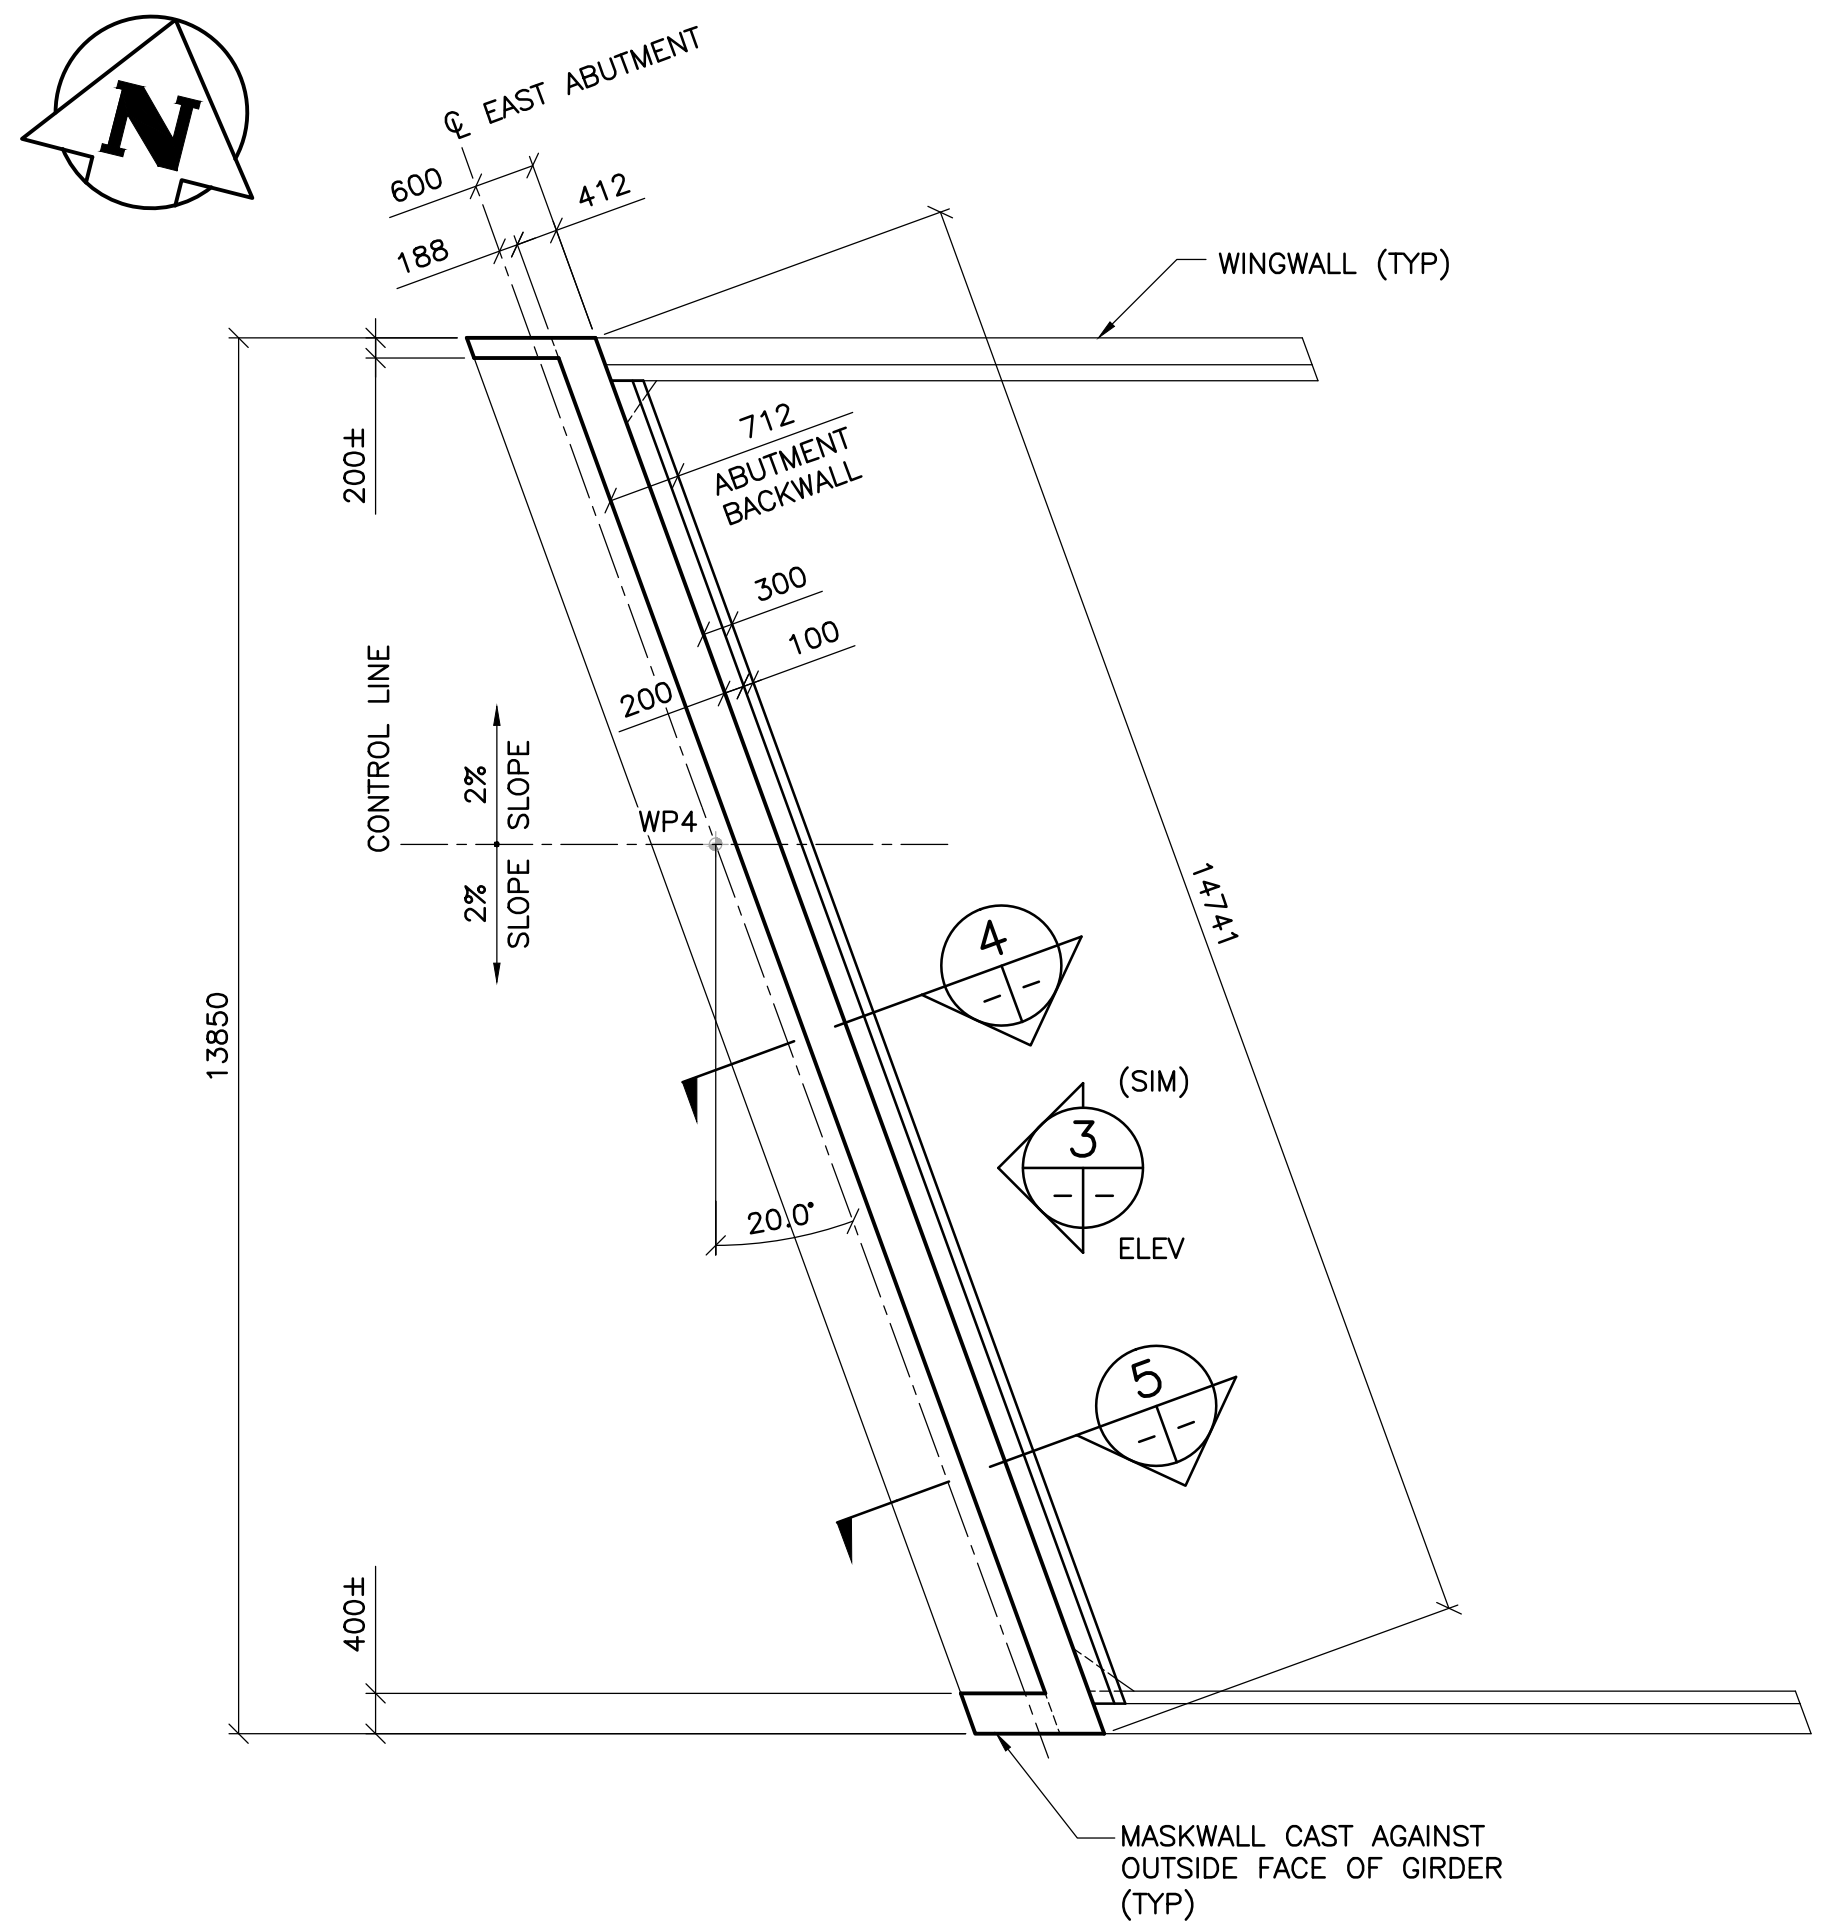 N
℄ EAST ABUTMENT
600
412
188
WINGWALL (TYP)
200±
712
ABUTMENT
BACKWALL
300
100
200
CONTROL LINE
2%
SLOPE
2%
SLOPE
WP4
14741
4
- -
13850
(SIM)
3
- -
ELEV
20.0°
5
- -
400±
MASKWALL CAST AGAINST
OUTSIDE FACE OF GIRDER
(TYP)